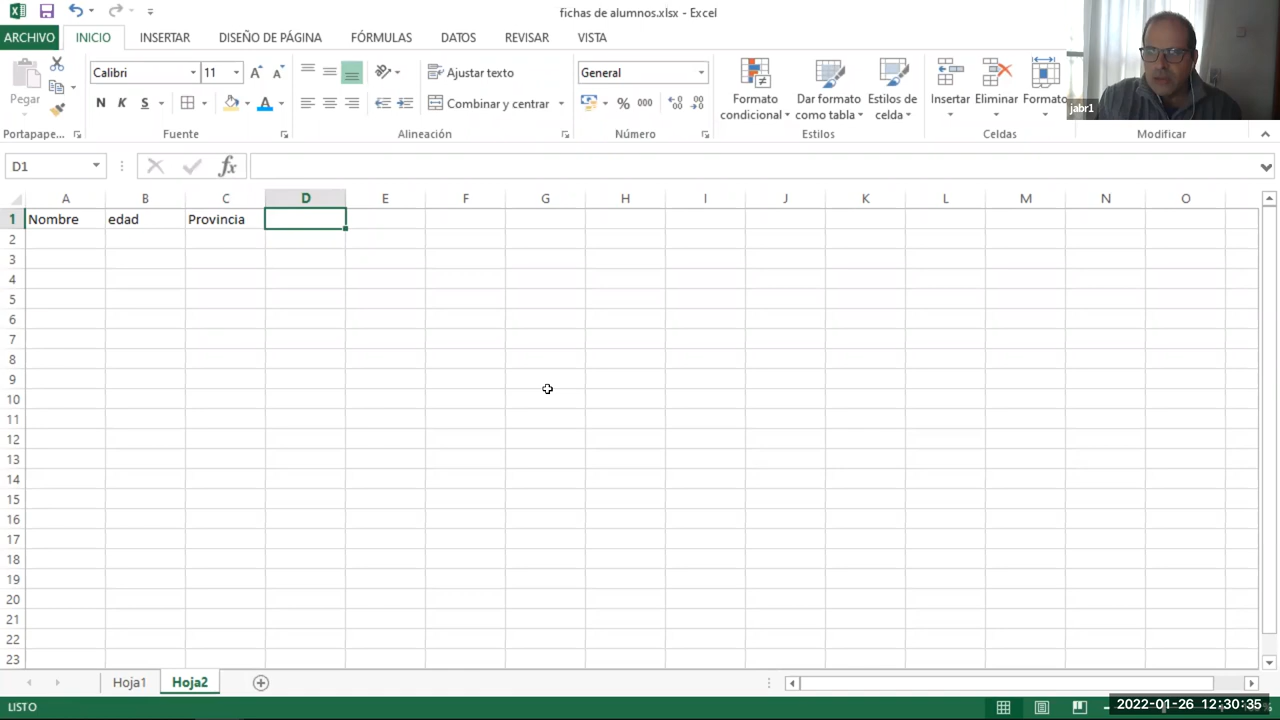 fichas de alumnos.xlsx - Excel
ARCHIVO INICIO INSERTAR DISEÑO DE PÁGINA FÓRMULAS DATOS REVISAR VISTA
Pegar
Calibri 11
N K S A
Ajustar texto
Combinar y centrar
General
% 000
Formato condicional
Dar formato como tabla
Estilos de celda
Insertar Eliminar Formato
jabr1
Portapape... Fuente Alineación Número Estilos Celdas Modificar
D1 fx
A B C D E F G H I J K L M N O
1 Nombre edad Provincia
2
3
4
5
6
7
8
9
10
11
12
13
14
15
16
17
18
19
20
21
22
23
Hoja1 Hoja2
LISTO
2022-01-26 12:30:35